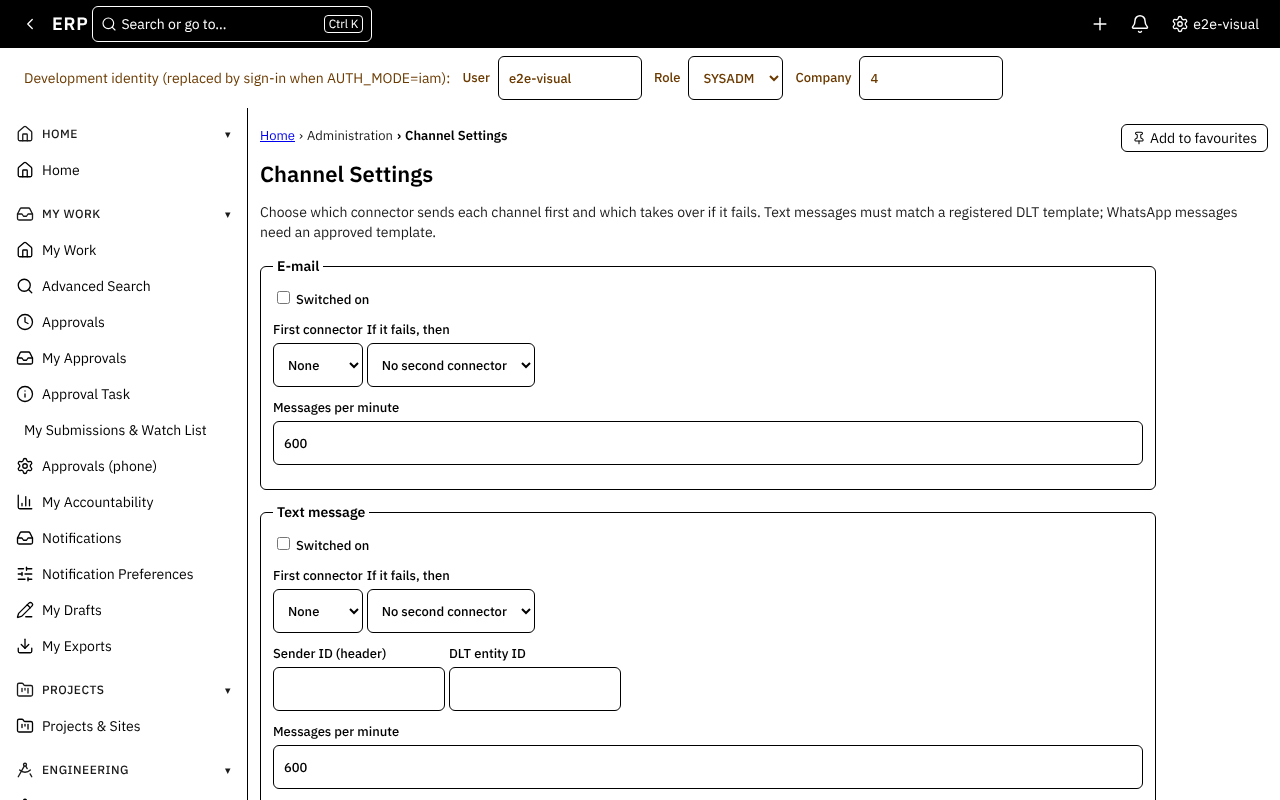 ERP
Search or go to...
Ctrl K
e2e-visual
Development identity (replaced by sign-in when AUTH_MODE=iam):
User
e2e-visual
Role
SYSADM
Company
4
HOME
Home
MY WORK
My Work
Advanced Search
Approvals
My Approvals
Approval Task
My Submissions & Watch List
Approvals (phone)
My Accountability
Notifications
Notification Preferences
My Drafts
My Exports
PROJECTS
Projects & Sites
ENGINEERING
Home › Administration › Channel Settings
Add to favourites
Channel Settings
Choose which connector sends each channel first and which takes over if it fails. Text messages must match a registered DLT template; WhatsApp messages
need an approved template.
E-mail
Switched on
First connector If it fails, then
None
No second connector
Messages per minute
600
Text message
Switched on
First connector If it fails, then
None
No second connector
Sender ID (header)
DLT entity ID
Messages per minute
600